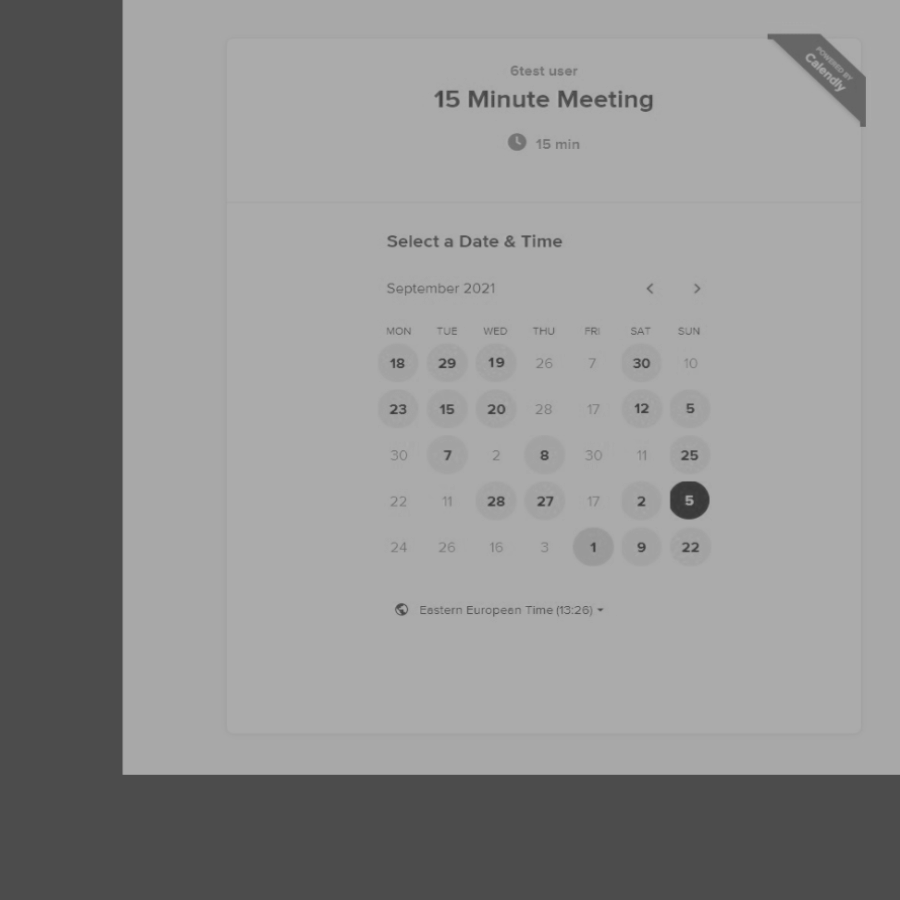 POWERED BY
Calendly
6test user
15 Minute Meeting
15 min
Select a Date & Time
September 2021
MON TUE WED THU FRI SAT SUN
18 29 19 26 7 30 10
23 15 20 28 17 12 5
30 7 2 8 30 11 25
22 11 28 27 17 2 5
24 26 16 3 1 9 22
Eastern European Time (13:26)